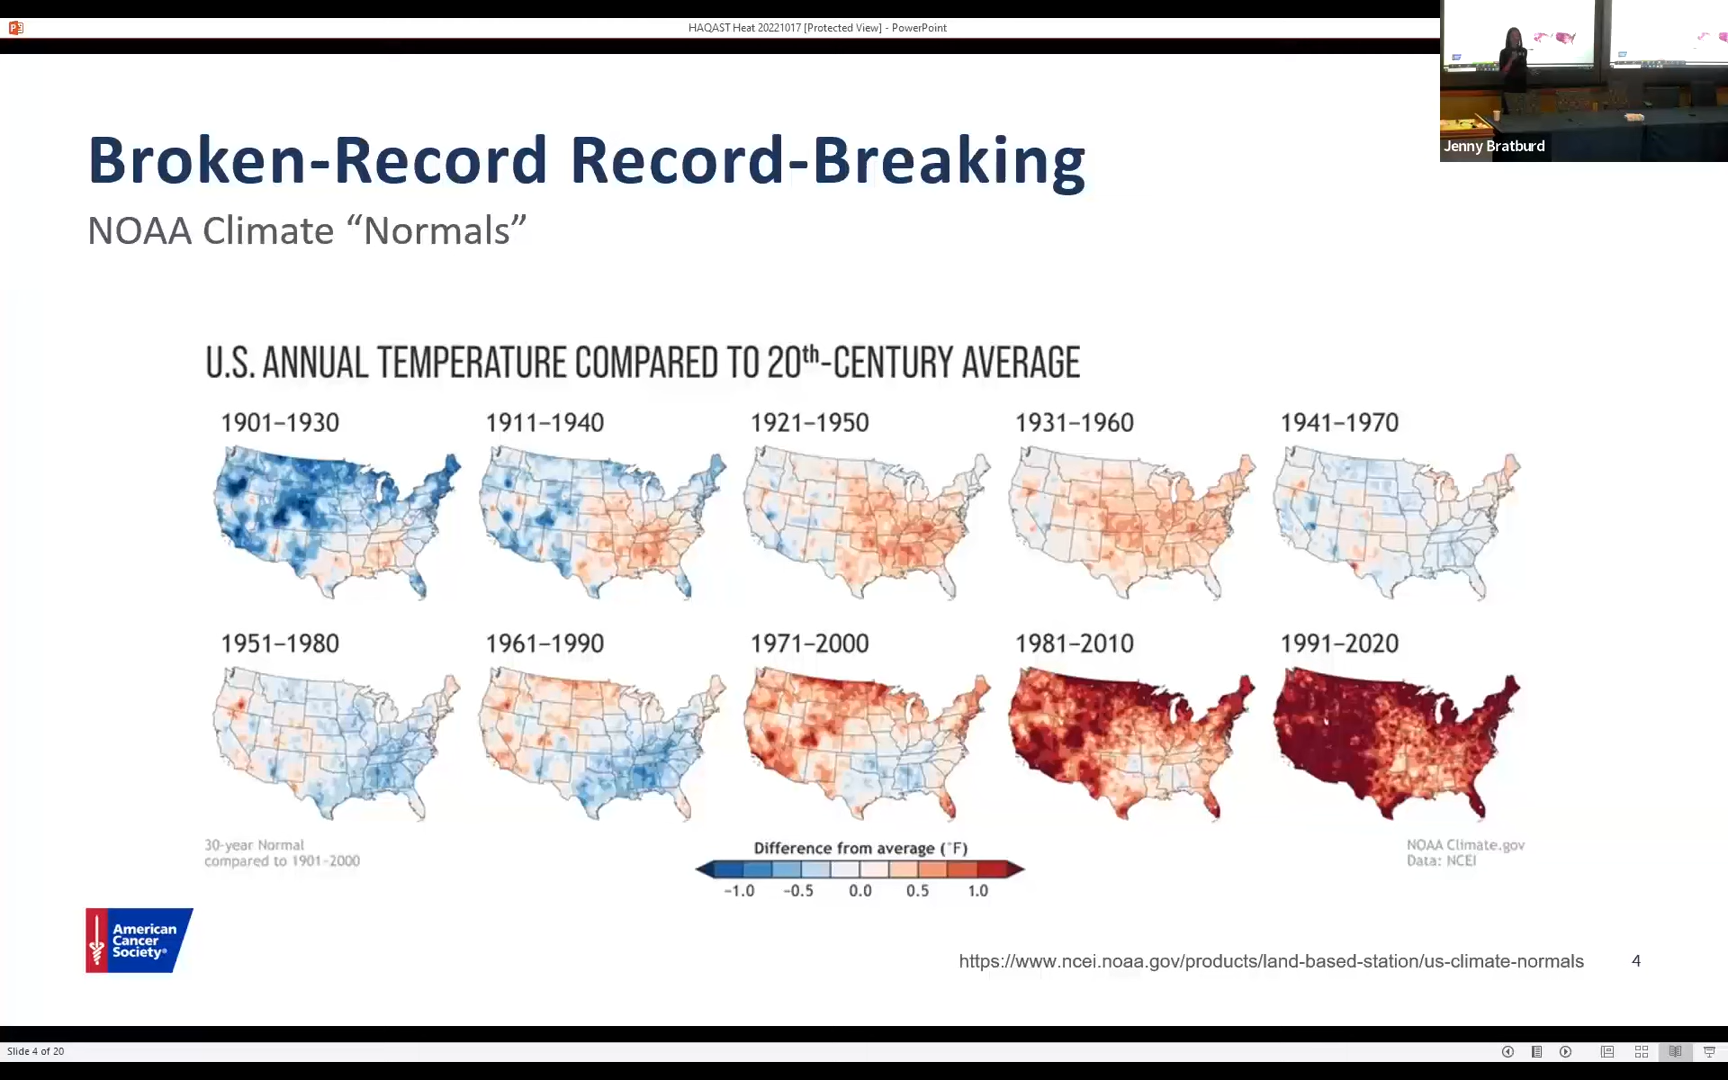 HAQAST Heat 20221017 [Protected View] - PowerPoint
Jenny Bratburd
Broken-Record Record-Breaking
NOAA Climate “Normals”
U.S. ANNUAL TEMPERATURE COMPARED TO 20th-CENTURY AVERAGE
1901–1930
1911–1940
1921–1950
1931–1960
1941–1970
1951–1980
1961–1990
1971–2000
1981–2010
1991–2020
30-year Normal
compared to 1901–2000
Difference from average (°F)
-1.0 -0.5 0.0 0.5 1.0
NOAA Climate.gov
Data: NCEI
American
Cancer
Society®
https://www.ncei.noaa.gov/products/land-based-station/us-climate-normals
4
Slide 4 of 20